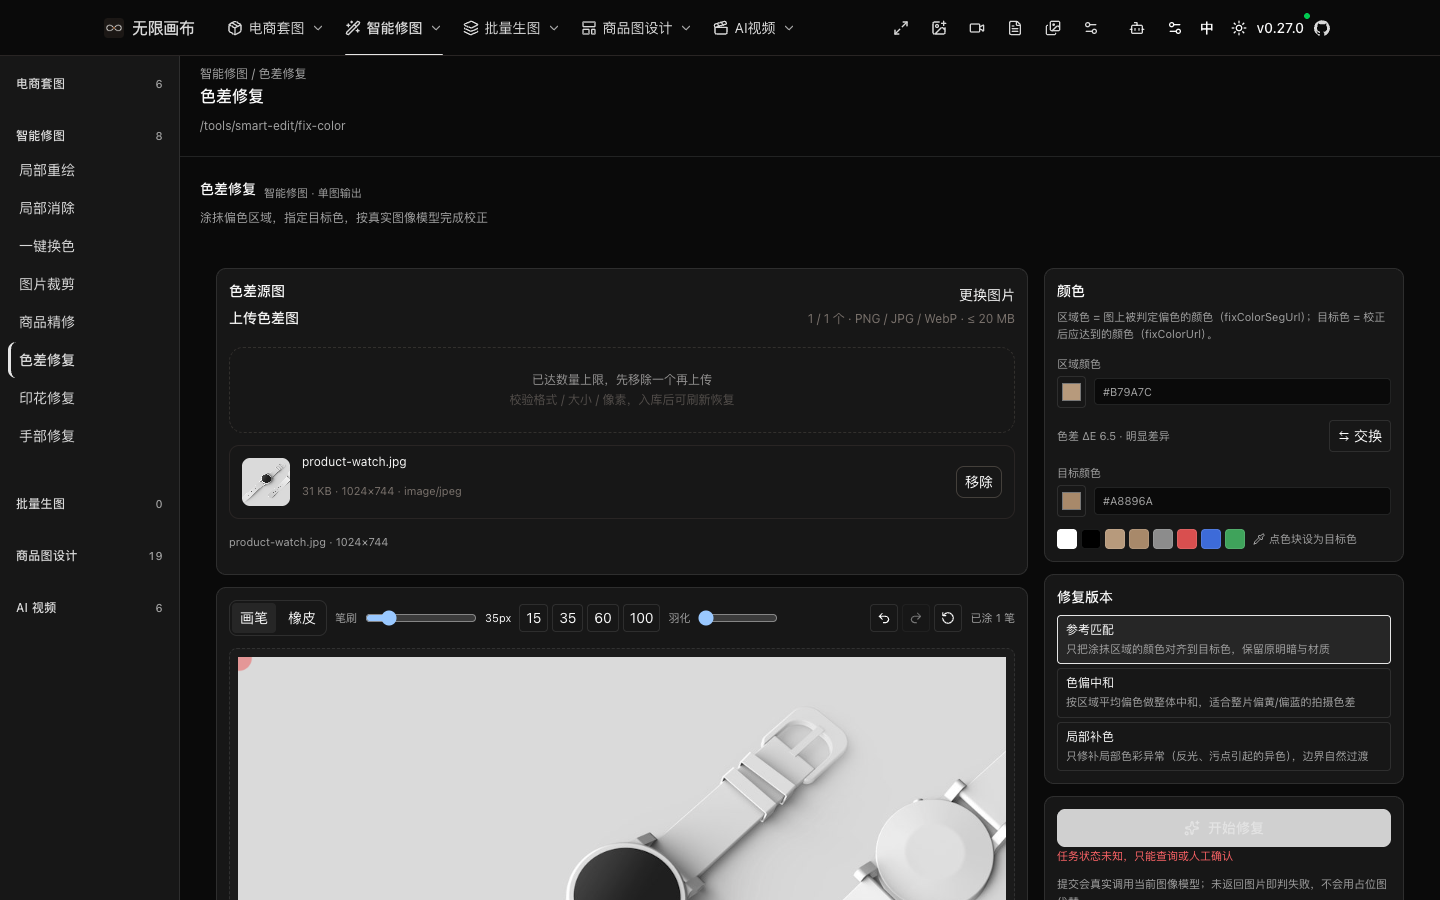 无限画布
电商套图
智能修图
批量生图
商品图设计
AI视频
中
v0.27.0
电商套图 6
智能修图 8
局部重绘
局部消除
一键换色
图片裁剪
商品精修
色差修复
印花修复
手部修复
批量生图 0
商品图设计 19
AI 视频 6
智能修图 / 色差修复
色差修复
/tools/smart-edit/fix-color
色差修复 智能修图 · 单图输出
涂抹偏色区域，指定目标色，按真实图像模型完成校正
色差源图
更换图片
上传色差图
1 / 1 个 · PNG / JPG / WebP · ≤ 20 MB
已达数量上限，先移除一个再上传
校验格式 / 大小 / 像素，入库后可刷新恢复
product-watch.jpg
31 KB · 1024×744 · image/jpeg
移除
product-watch.jpg · 1024×744
画笔 橡皮 笔刷 35px 15 35 60 100 羽化 已涂 1 笔
颜色
区域色 = 图上被判定偏色的颜色（fixColorSegUrl）；目标色 = 校正
后应达到的颜色（fixColorUrl）。
区域颜色
#B79A7C
色差 ΔE 6.5 · 明显差异
交换
目标颜色
#A8896A
点色块设为目标色
修复版本
参考匹配
只把涂抹区域的颜色对齐到目标色，保留原明暗与材质
色偏中和
按区域平均偏色做整体中和，适合整片偏黄/偏蓝的拍摄色差
局部补色
只修补局部色彩异常（反光、污点引起的异色），边界自然过渡
开始修复
任务状态未知，只能查询或人工确认
提交会真实调用当前图像模型；未返回图片即判失败，不会用占位图